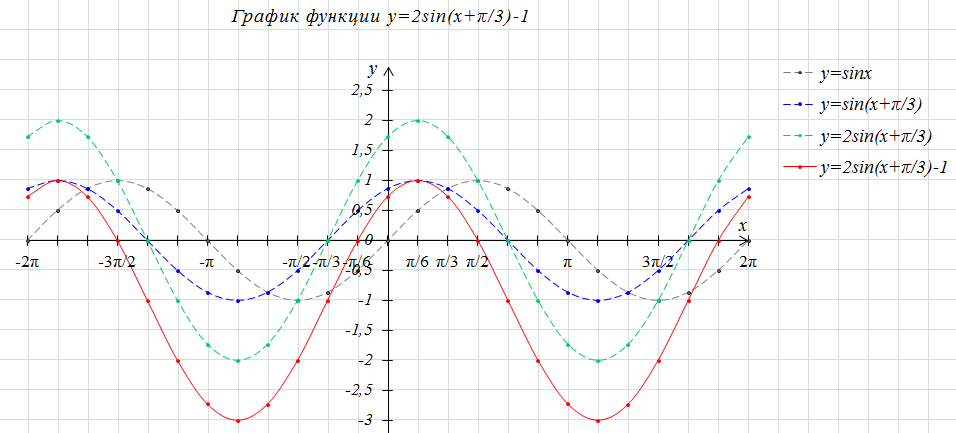 График функции y=2sin(x+π/3)-1
y
2,5
2
1,5
1
0,5
0
-0,5
-1
-1,5
-2
-2,5
-3
x
-2π -3π/2 -π -π/2 -π/3 -π/6 π/6 π/3 π/2 π 3π/2 2π
y=sinx
y=sin(x+π/3)
y=2sin(x+π/3)
y=2sin(x+π/3)-1